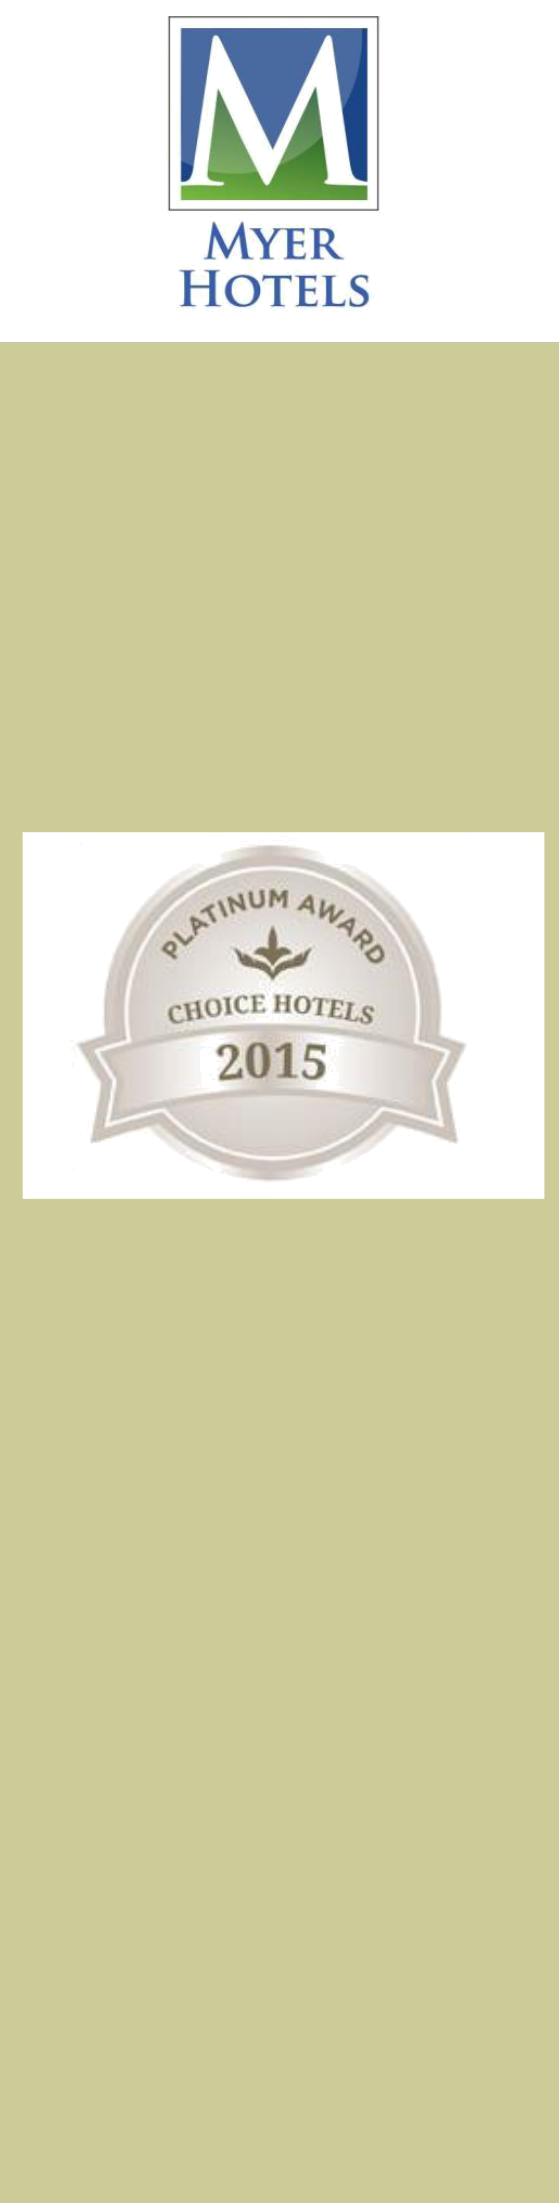 M
MYER
HOTELS
PLATINUM AWARD
CHOICE HOTELS
2015